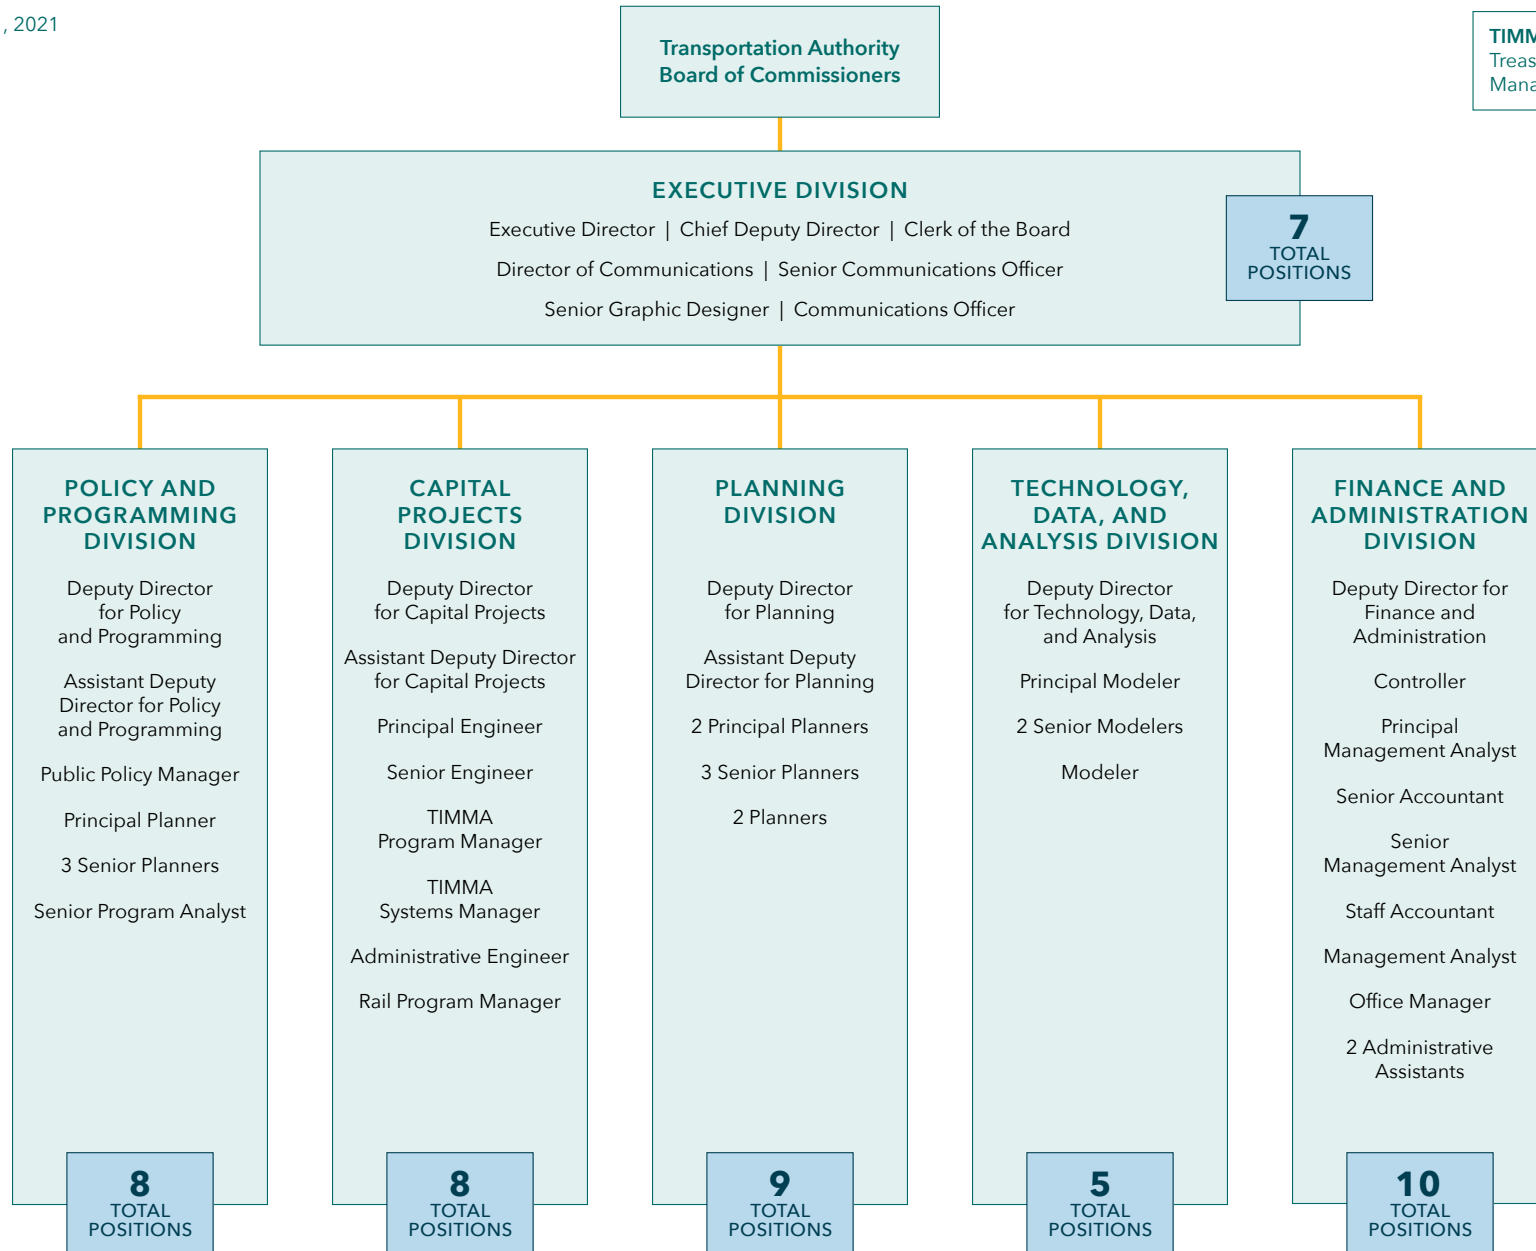 , 2021
Transportation Authority
Board of Commissioners
TIMM
Treas
Mana
EXECUTIVE DIVISION
Executive Director | Chief Deputy Director | Clerk of the Board
Director of Communications | Senior Communications Officer
Senior Graphic Designer | Communications Officer
7
TOTAL
POSITIONS
POLICY AND
PROGRAMMING
DIVISION
Deputy Director
for Policy
and Programming
Assistant Deputy
Director for Policy
and Programming
Public Policy Manager
Principal Planner
3 Senior Planners
Senior Program Analyst
8
TOTAL
POSITIONS
CAPITAL
PROJECTS
DIVISION
Deputy Director
for Capital Projects
Assistant Deputy Director
for Capital Projects
Principal Engineer
Senior Engineer
TIMMA
Program Manager
TIMMA
Systems Manager
Administrative Engineer
Rail Program Manager
8
TOTAL
POSITIONS
PLANNING
DIVISION
Deputy Director
for Planning
Assistant Deputy
Director for Planning
2 Principal Planners
3 Senior Planners
2 Planners
9
TOTAL
POSITIONS
TECHNOLOGY,
DATA, AND
ANALYSIS DIVISION
Deputy Director
for Technology, Data,
and Analysis
Principal Modeler
2 Senior Modelers
Modeler
5
TOTAL
POSITIONS
FINANCE AND
ADMINISTRATION
DIVISION
Deputy Director for
Finance and
Administration
Controller
Principal
Management Analyst
Senior Accountant
Senior
Management Analyst
Staff Accountant
Management Analyst
Office Manager
2 Administrative
Assistants
10
TOTAL
POSITIONS